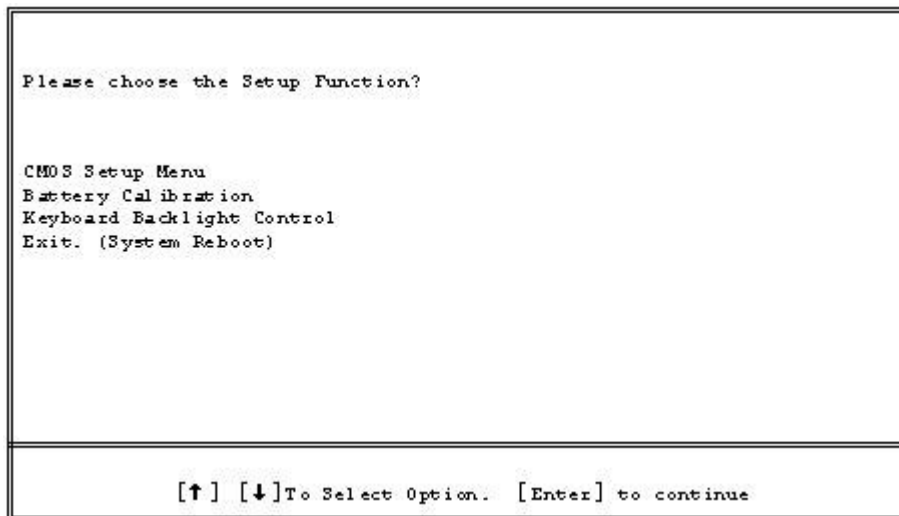 Please choose the Setup Function?
CMOS Setup Menu
Battery Calibration
Keyboard Backlight Control
Exit. (System Reboot)
[↑] [↓]To Select Option. [Enter] to continue